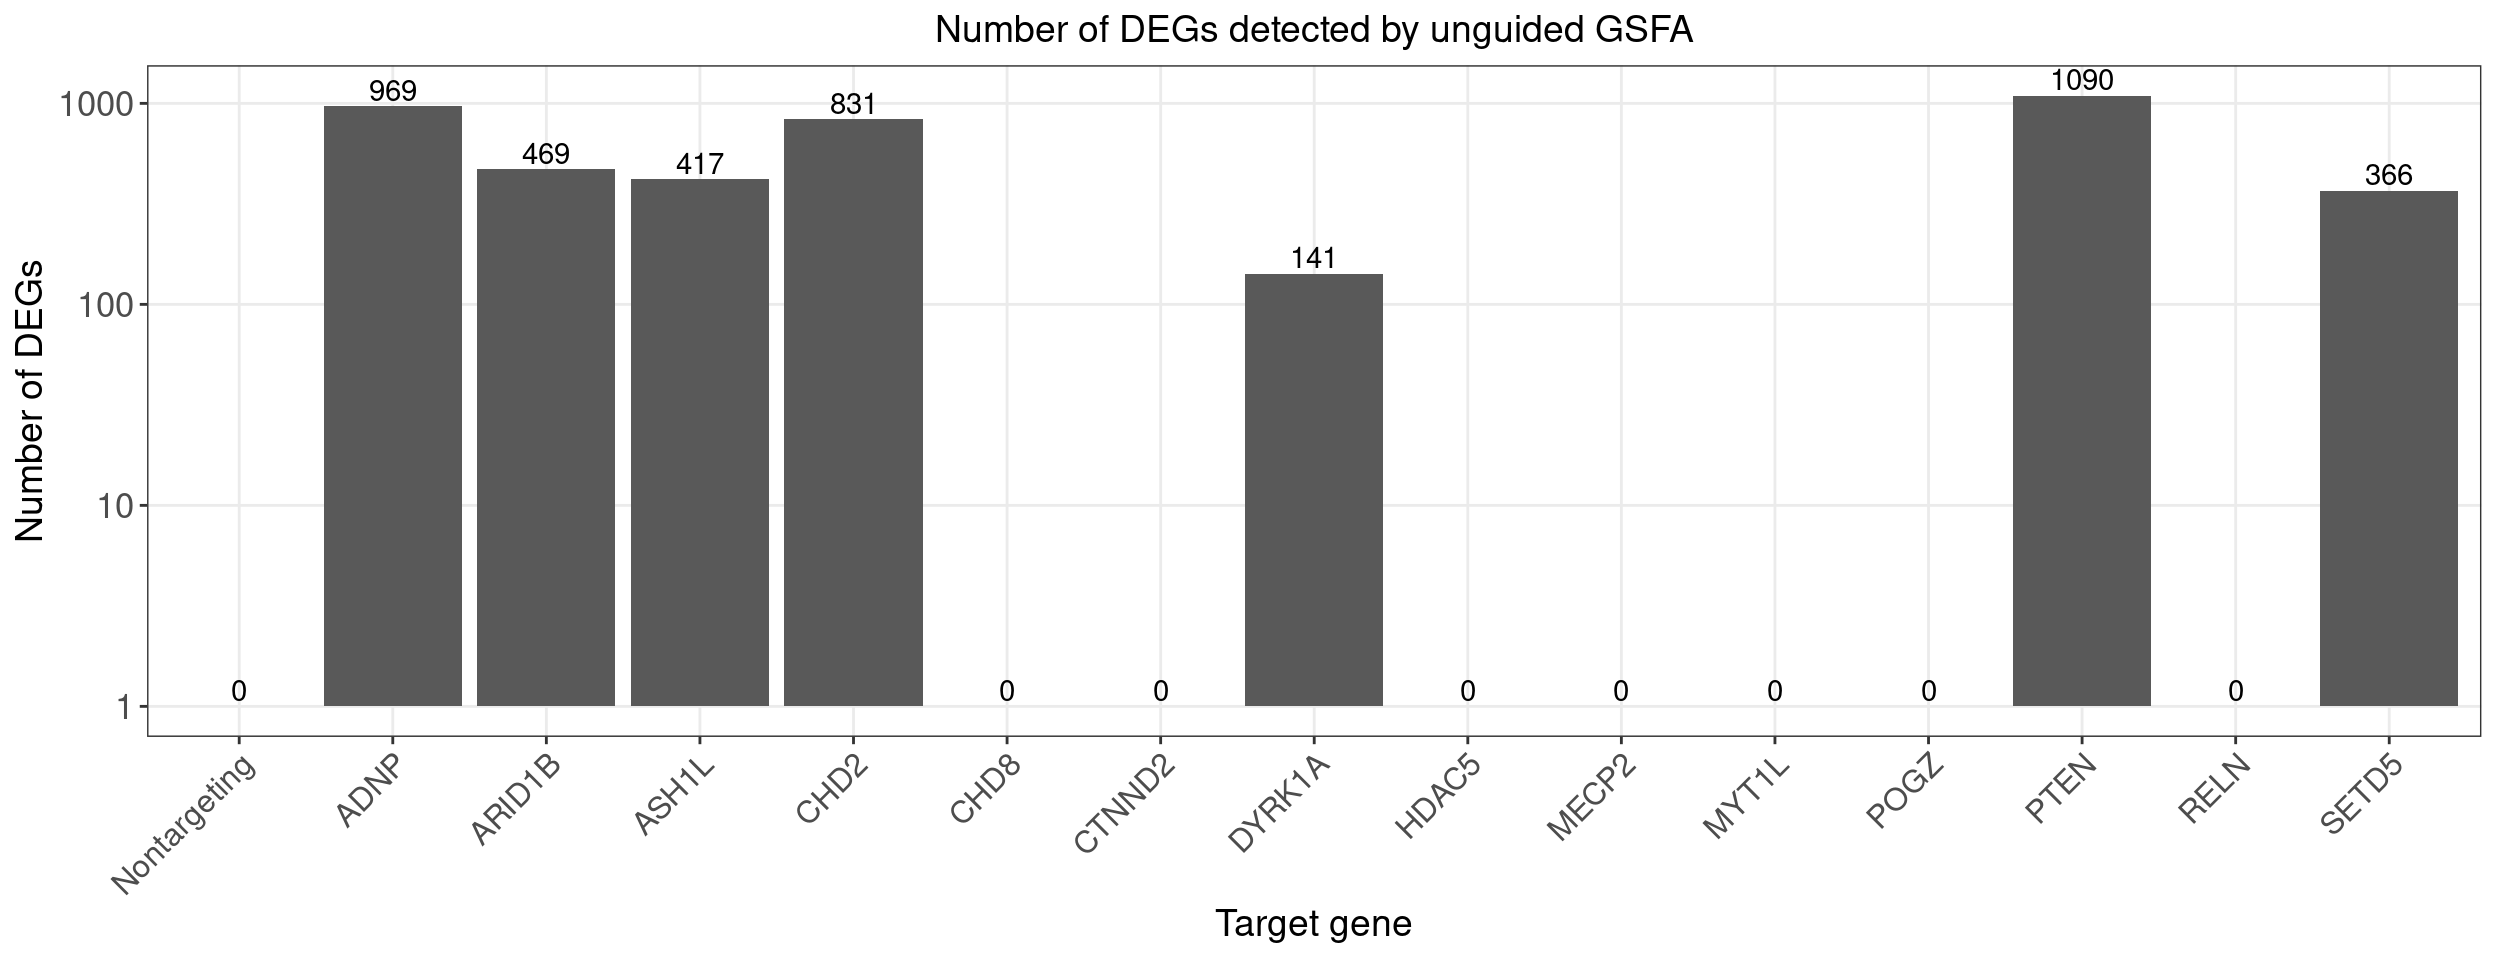 Number of DEGs detected by unguided GSFA
Number of DEGs
1000
100
10
1
0
969
469
417
831
0
0
141
0
0
0
0
1090
0
366
Nontargeting
ADNP
ARID1B
ASH1L
CHD2
CHD8
CTNND2
DYRK1A
HDAC5
MECP2
MYT1L
POGZ
PTEN
RELN
SETD5
Target gene